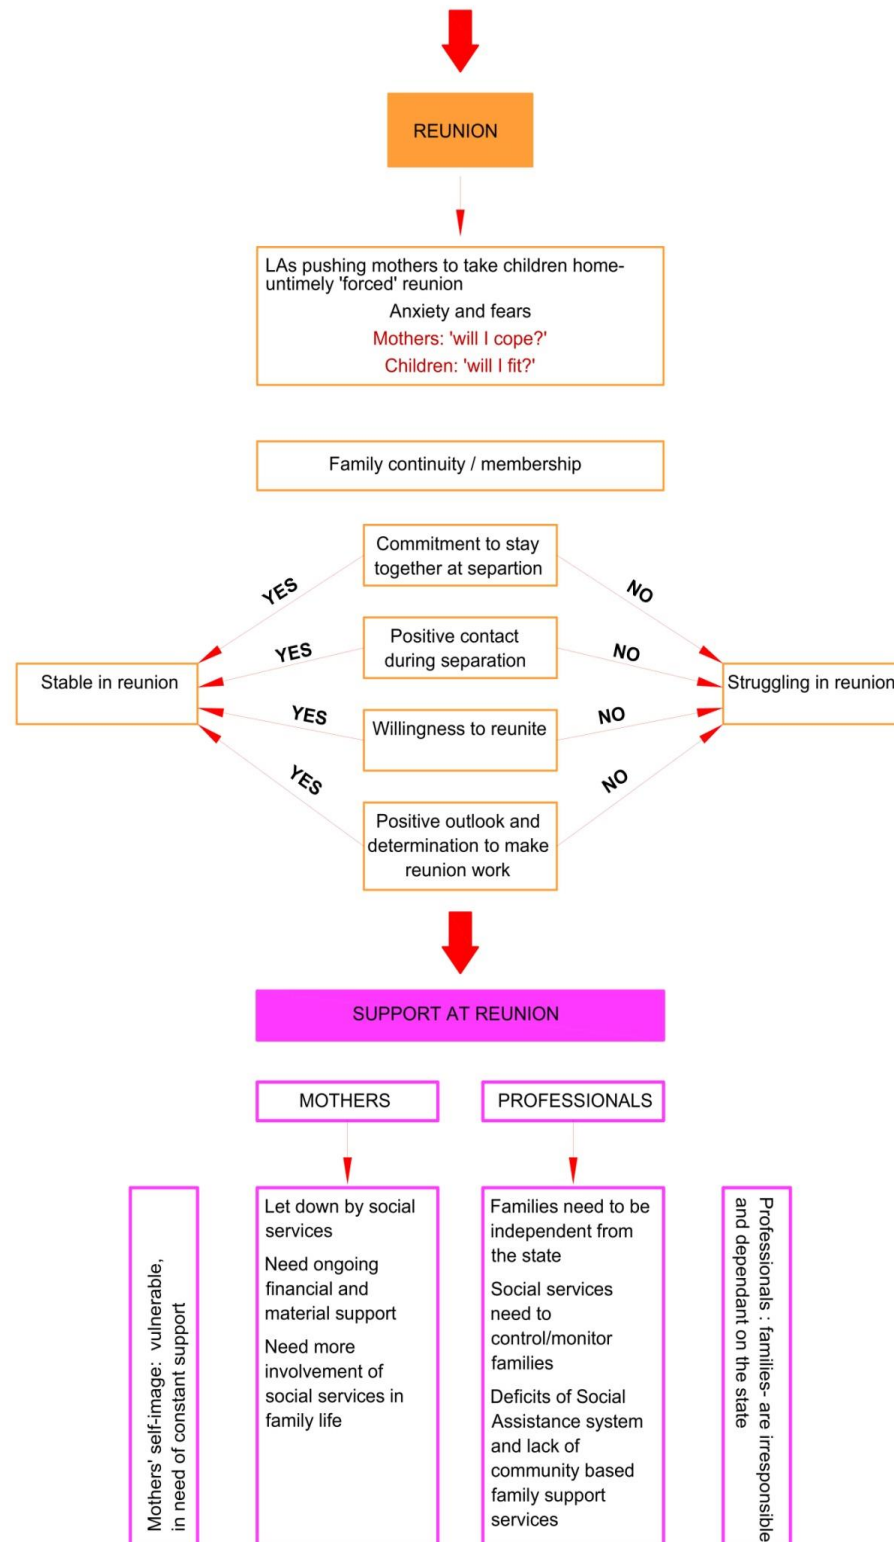 REUNION
LAs pushing mothers to take children home-
untimely 'forced' reunion
Anxiety and fears
Mothers: 'will I cope?'
Children: 'will I fit?'
Family continuity / membership
Commitment to stay
together at separtion
YES
NO
Positive contact
during separation
YES
NO
Stable in reunion
Struggling in reunion
Willingness to reunite
YES
NO
Positive outlook and
determination to make
reunion work
YES
NO
SUPPORT AT REUNION
MOTHERS
PROFESSIONALS
Mothers' self-image: vulnerable,
in need of constant support
Let down by social
services
Need ongoing
financial and
material support
Need more
involvement of
social services in
family life
Families need to be
independent from
the state
Social services
need to
control/monitor
families
Deficits of Social
Assistance system
and lack of
community based
family support
services
Professionals : families- are irresponsible
and dependant on the state